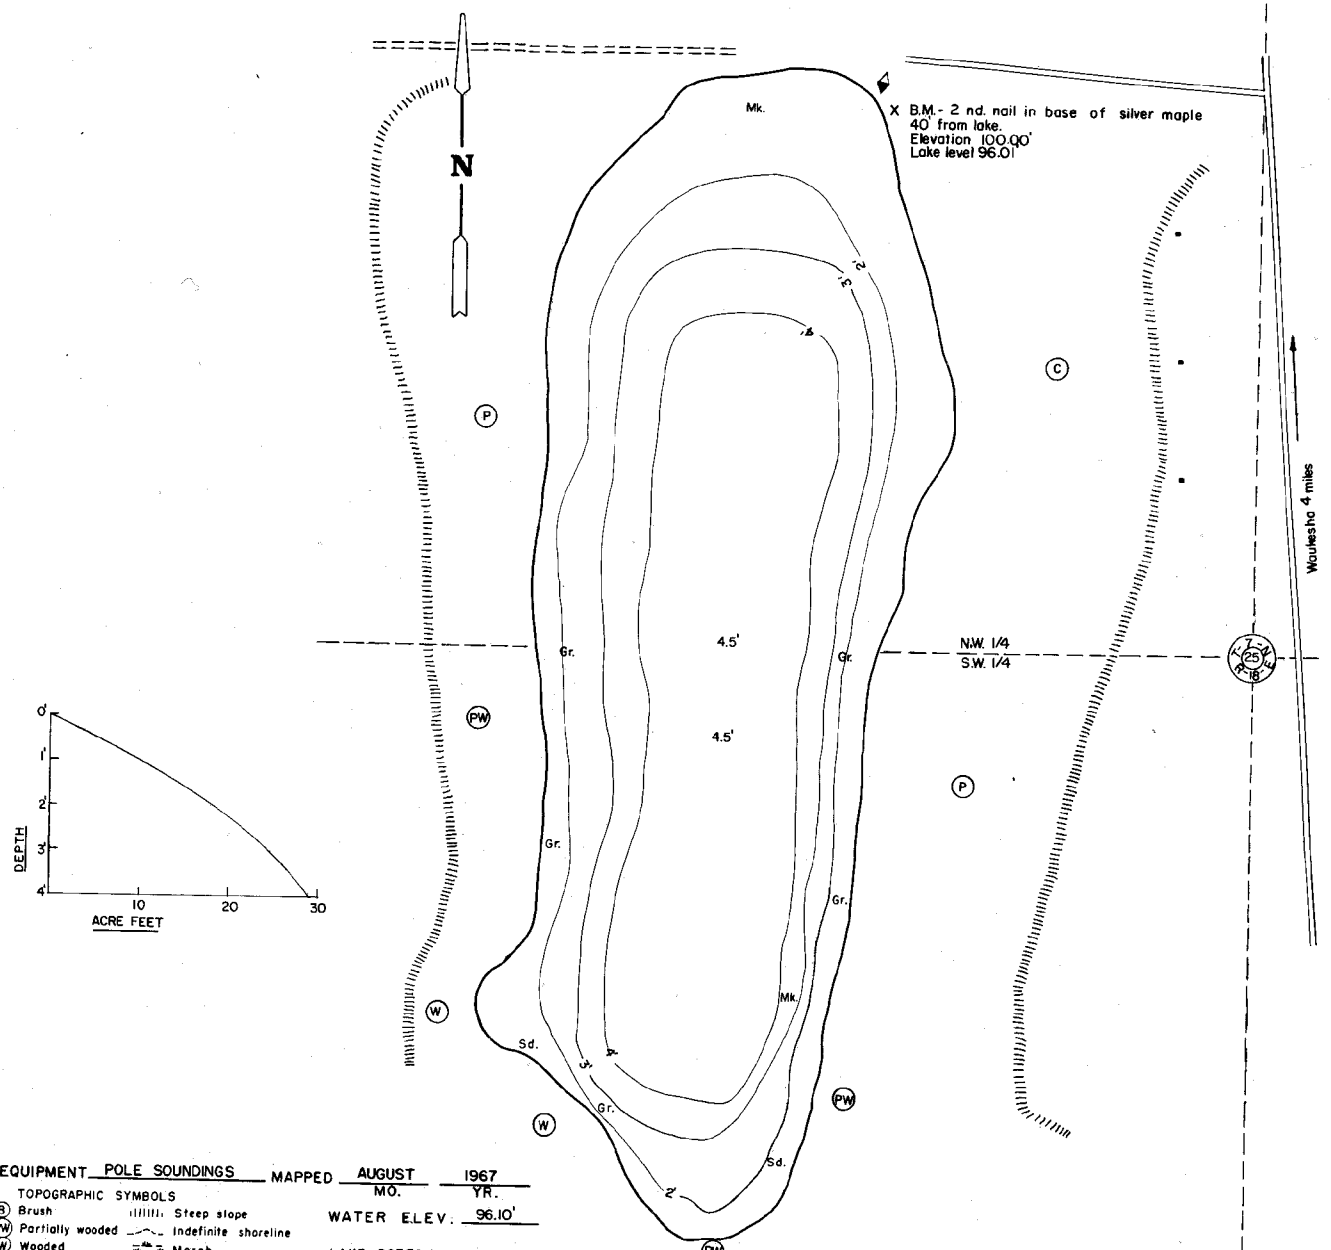 N
Mk.
X B.M.- 2 nd. nail in base of silver maple
40' from lake.
Elevation 100.00'
Lake level 96.01'
2'
3'
4'
C
P
Waukesha 4 miles
4.5'
N.W. 1/4
S.W. 1/4
T-7-N
25
R-18-E
Gr.
Gr.
PW
4.5'
P
0'
1'
2'
3'
4'
DEPTH
10 20 30
ACRE FEET
Gr.
Gr.
Mk.
W
Sd.
4'
3'
Gr.
W
PW
Sd.
2'
PW
EQUIPMENT POLE SOUNDINGS MAPPED AUGUST 1967
MO. YR.
TOPOGRAPHIC SYMBOLS
B Brush Steep slope
WATER ELEV. 96.10'
PW Partially wooded Indefinite shoreline
W Wooded Marsh